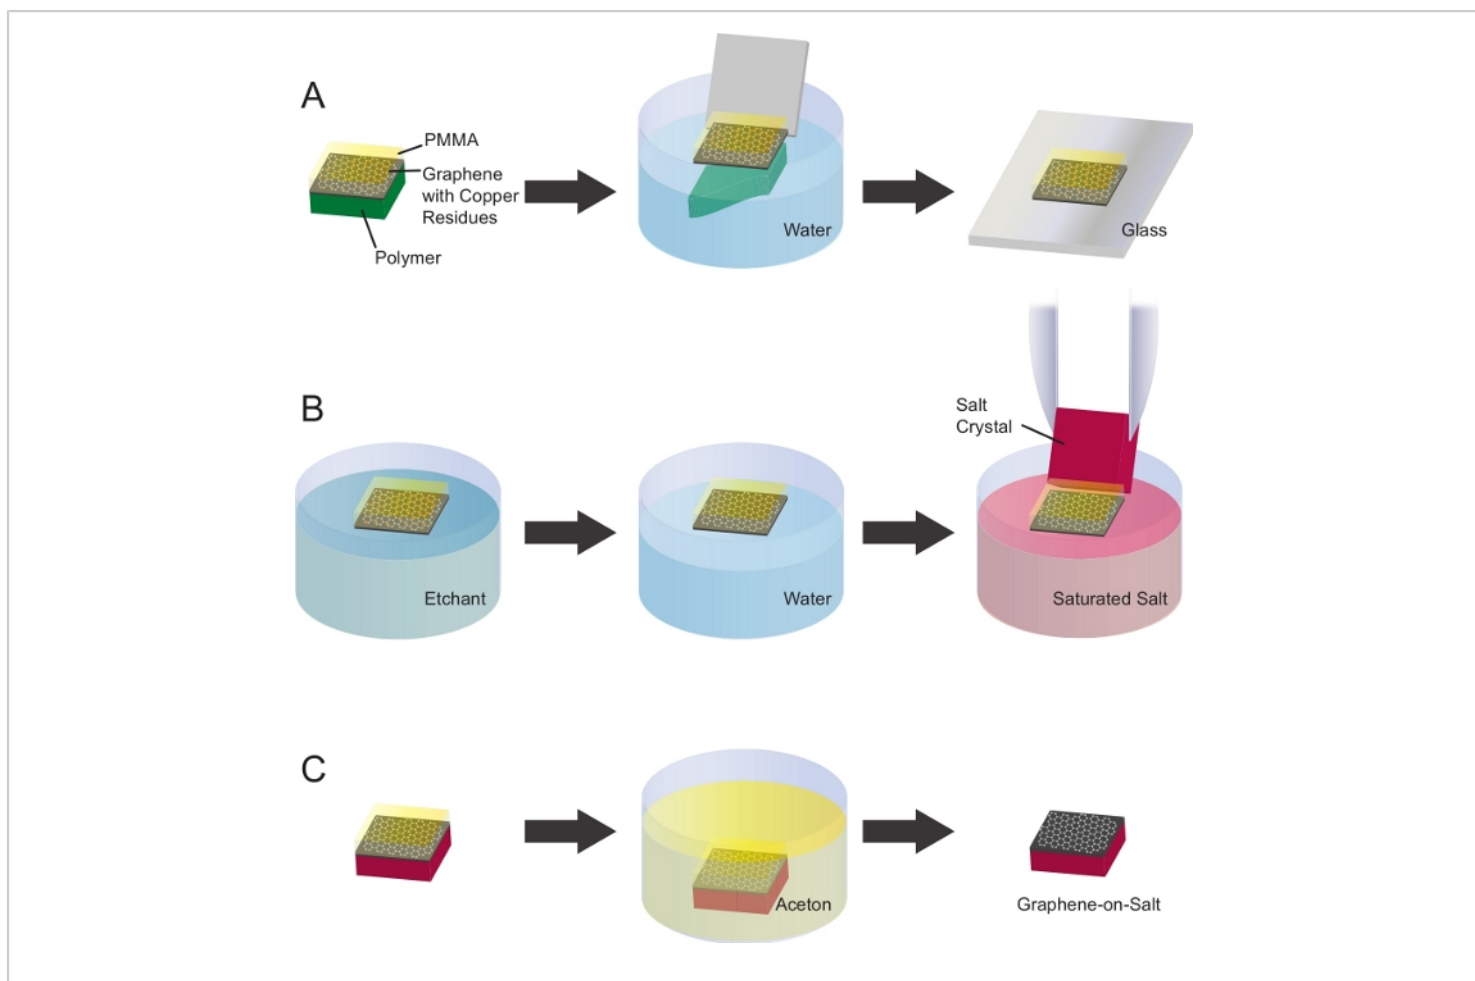 A
PMMA
Graphene
with Copper
Residues
Polymer
Water
Glass
B
Etchant
Water
Salt
Crystal
Saturated Salt
C
Aceton
Graphene-on-Salt